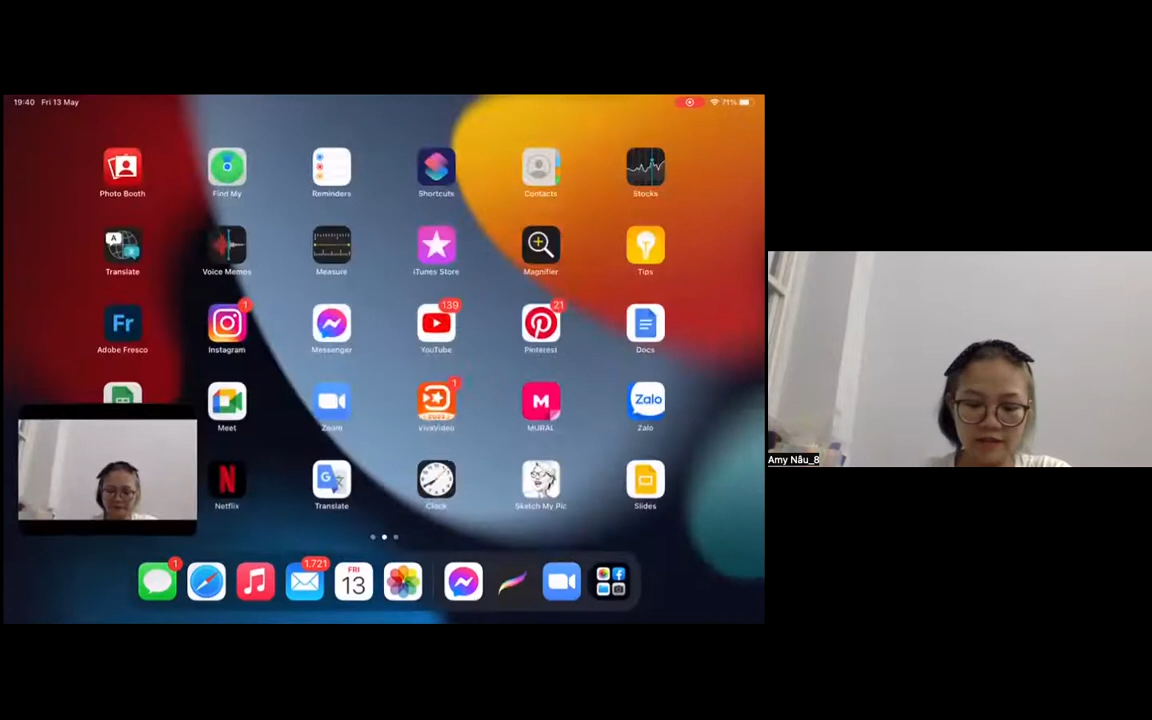 19:40 Fri 13 May
71%
Photo Booth
Find My
Reminders
Shortcuts
Contacts
Stocks
A
Translate
Voice Memos
Measure
iTunes Store
Magnifier
Tips
Fr
1
139
21
Adobe Fresco
Instagram
Messenger
YouTube
Pinterest
Docs
1
M
Zalo
Meet
Zoom
VivaVideo
MURAL
Zalo
Amy Nâu_8
N
G
Netflix
Translate
Clock
Sketch My Pic
Slides
1
1.721
FRI
13